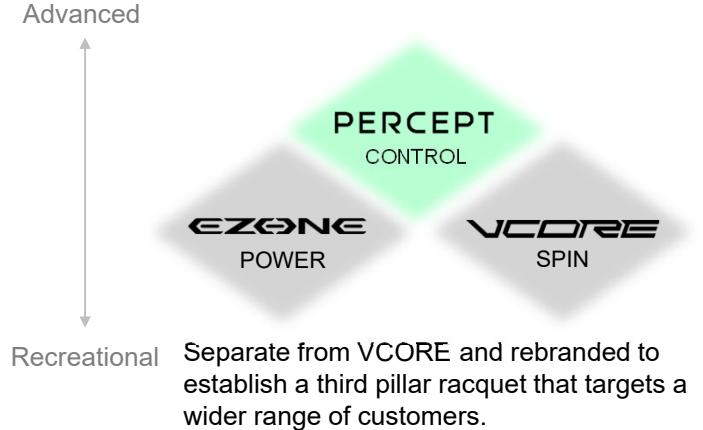 Advanced
PERCEPT
CONTROL
EZONE
POWER
VCORE
SPIN
Recreational
Separate from VCORE and rebranded to
establish a third pillar racquet that targets a
wider range of customers.